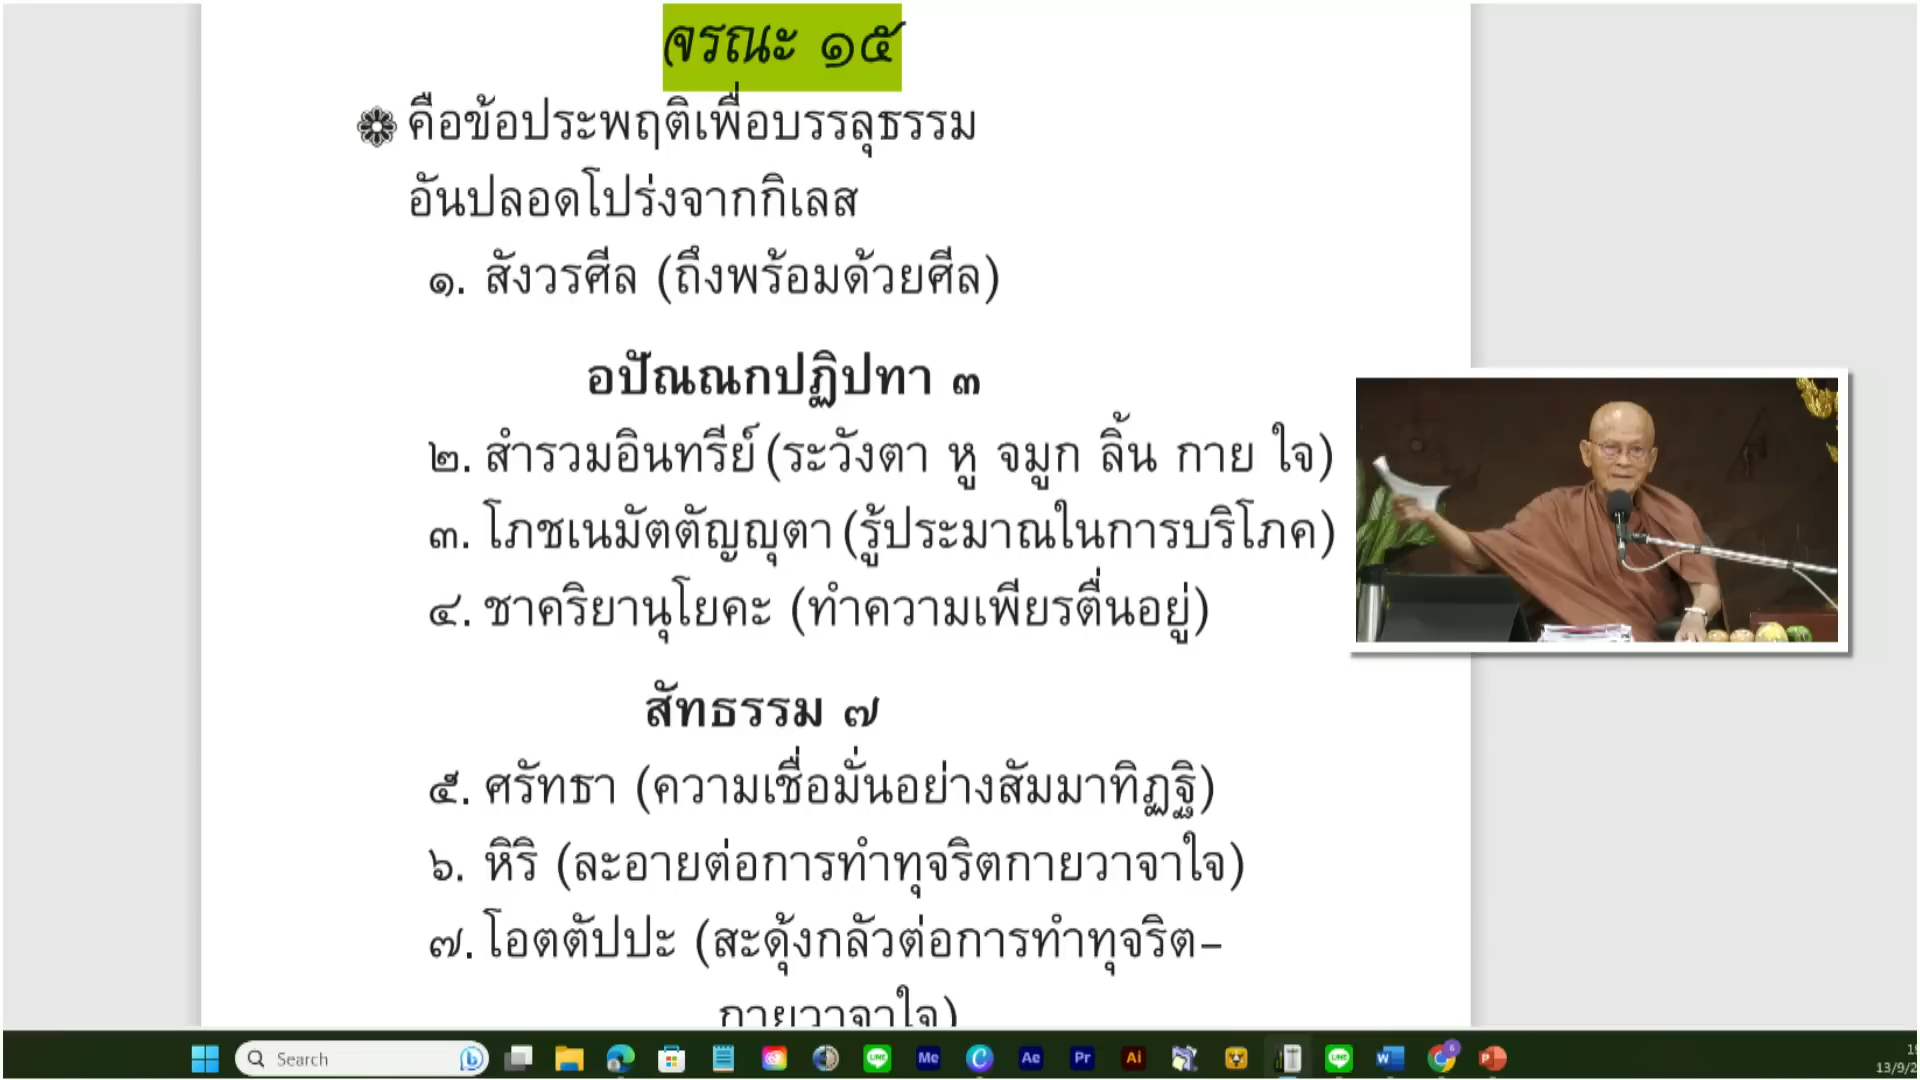 จรณะ ๑๕
คือข้อประพฤติเพื่อบรรลุธรรม
อันปลอดโปร่งจากกิเลส
๑. สังวรศีล (ถึงพร้อมด้วยศีล)
อปัณณกปฏิปทา ๓
๒. สำรวมอินทรีย์ (ระวังตา หู จมูก ลิ้น กาย ใจ)
๓. โภชเนมัตตัญญุตา (รู้ประมาณในการบริโภค)
๔. ชาคริยานุโยคะ (ทำความเพียรตื่นอยู่)
สัทธรรม ๗
๕. ศรัทธา (ความเชื่อมั่นอย่างสัมมาทิฏฐิ)
๖. หิริ (ละอายต่อการทำทุจริตกายวาจาใจ)
๗. โอตตัปปะ (สะดุ้งกลัวต่อการทำทุจริต-
กายวาจาใจ)
Search
LINE
Me
Ae
Pr
Ai
LINE
13/9/2